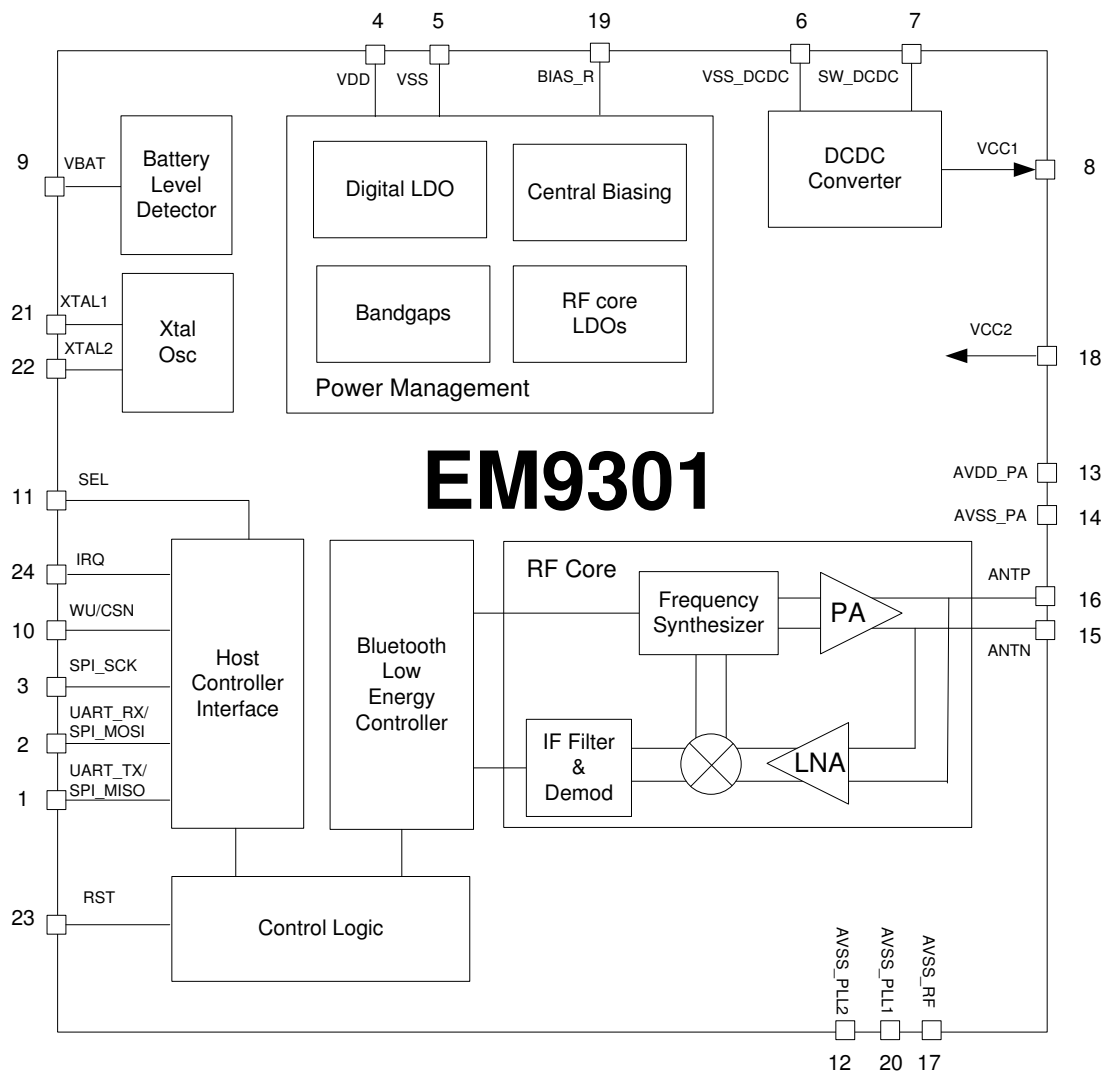 4
5
19
6
7
VDD
VSS
BIAS_R
VSS_DCDC
SW_DCDC
9
VBAT
Battery
Level
Detector
Digital LDO
Central Biasing
Bandgaps
RF core
LDOs
Power Management
DCDC
Converter
VCC1
8
21
XTAL1
22
XTAL2
Xtal
Osc
VCC2
18
EM9301
AVDD_PA
13
AVSS_PA
14
11
SEL
24
IRQ
10
WU/CSN
3
SPI_SCK
2
UART_RX/
SPI_MOSI
1
UART_TX/
SPI_MISO
Host
Controller
Interface
Bluetooth
Low
Energy
Controller
RF Core
Frequency
Synthesizer
PA
IF Filter
&
Demod
LNA
ANTP
16
15
ANTN
23
RST
Control Logic
AVSS_PLL2
AVSS_PLL1
AVSS_RF
12
20
17